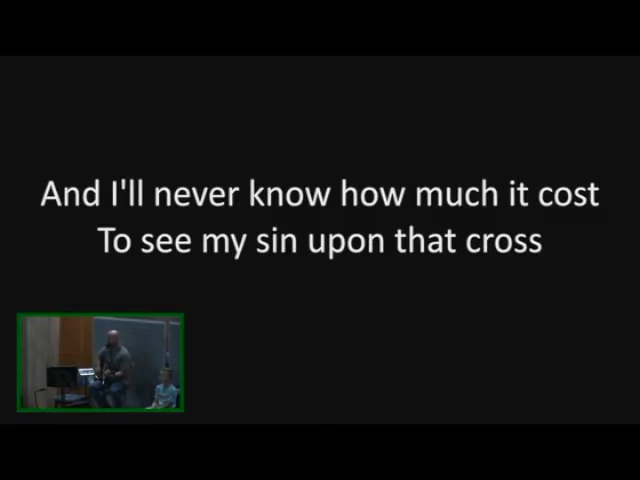 And I'll never know how much it cost
To see my sin upon that cross